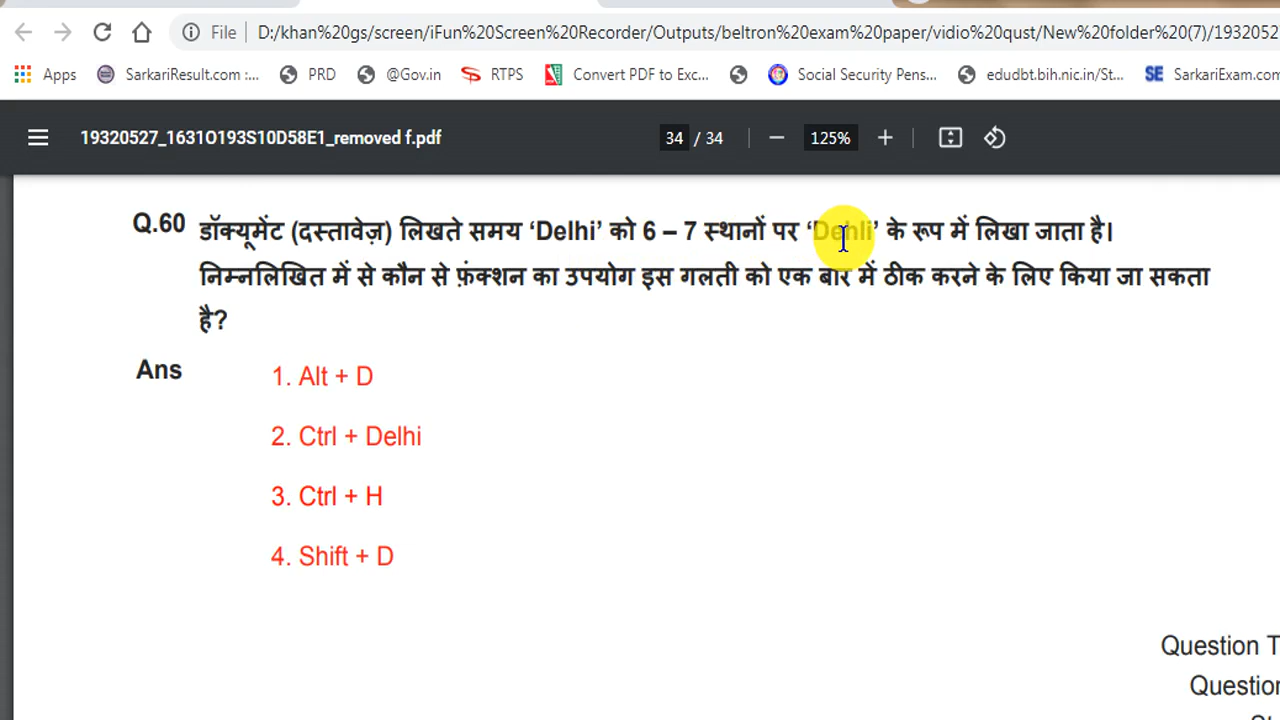 File D:/khan%20gs/screen/iFun%20Screen%20Recorder/Outputs/beltron%20exam%20paper/vidio%20qust/New%20folder%20(7)/1932052
Apps SarkariResult.com :... PRD @Gov.in RTPS Convert PDF to Exc... Social Security Pens... edudbt.bih.nic.in/St... SE SarkariExam.com
19320527_1631O193S10D58E1_removed f.pdf 34 / 34 125%
Q.60 डॉक्यूमेंट (दस्तावेज़) लिखते समय ‘Delhi’ को 6 – 7 स्थानों पर ‘Dehli’ के रूप में लिखा जाता है।
निम्नलिखित में से कौन से फ़ंक्शन का उपयोग इस गलती को एक बार में ठीक करने के लिए किया जा सकता
है?
Ans 1. Alt + D
2. Ctrl + Delhi
3. Ctrl + H
4. Shift + D
Question T
Question